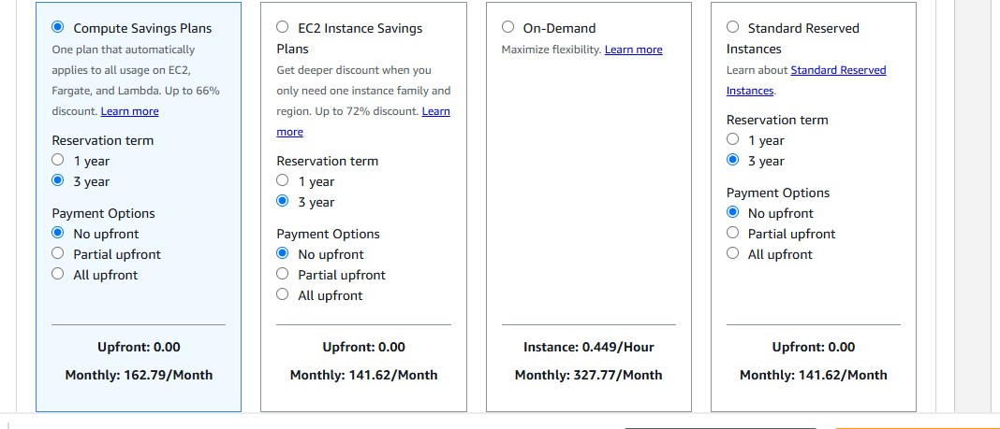 Compute Savings Plans
One plan that automatically
applies to all usage on EC2,
Fargate, and Lambda. Up to 66%
discount. Learn more
Reservation term
1 year
3 year
Payment Options
No upfront
Partial upfront
All upfront
Upfront: 0.00
Monthly: 162.79/Month
EC2 Instance Savings
Plans
Get deeper discount when you
only need one instance family and
region. Up to 72% discount. Learn
more
Reservation term
1 year
3 year
Payment Options
No upfront
Partial upfront
All upfront
Upfront: 0.00
Monthly: 141.62/Month
On-Demand
Maximize flexibility. Learn more
Instance: 0.449/Hour
Monthly: 327.77/Month
Standard Reserved
Instances
Learn about Standard Reserved
Instances.
Reservation term
1 year
3 year
Payment Options
No upfront
Partial upfront
All upfront
Upfront: 0.00
Monthly: 141.62/Month